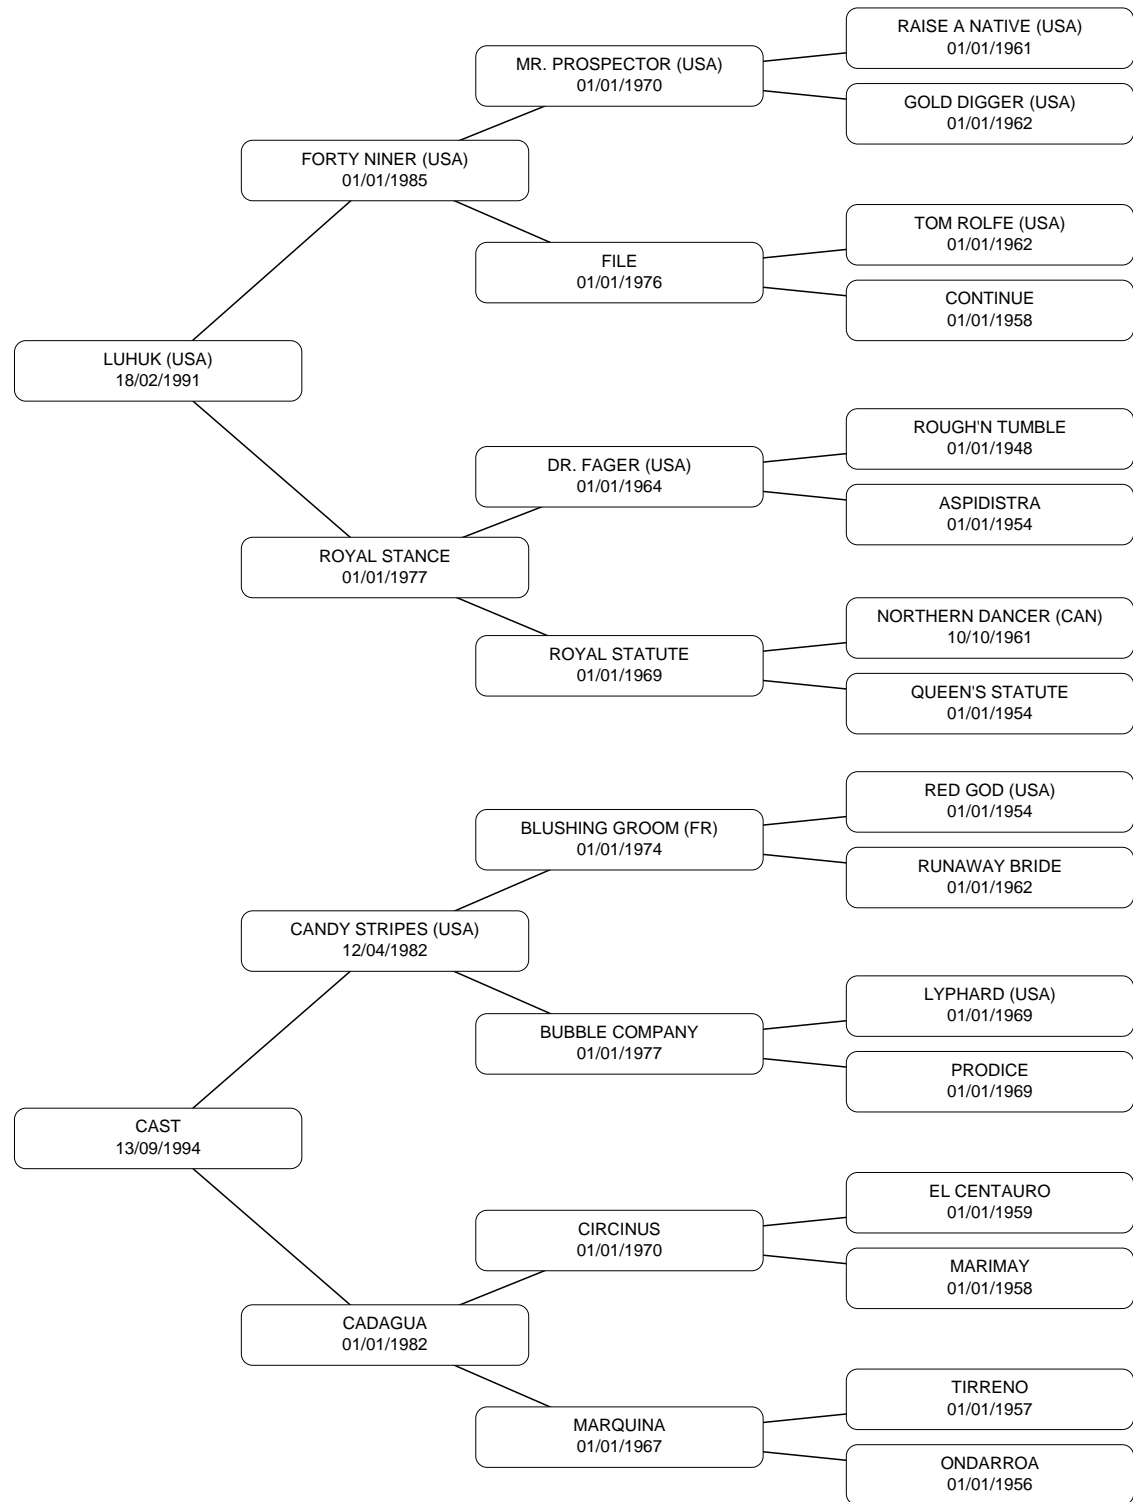 RAISE A NATIVE (USA)
01/01/1961
MR. PROSPECTOR (USA)
01/01/1970
GOLD DIGGER (USA)
01/01/1962
FORTY NINER (USA)
01/01/1985
TOM ROLFE (USA)
01/01/1962
FILE
01/01/1976
CONTINUE
01/01/1958
LUHUK (USA)
18/02/1991
ROUGH'N TUMBLE
01/01/1948
DR. FAGER (USA)
01/01/1964
ASPIDISTRA
01/01/1954
ROYAL STANCE
01/01/1977
NORTHERN DANCER (CAN)
10/10/1961
ROYAL STATUTE
01/01/1969
QUEEN'S STATUTE
01/01/1954
RED GOD (USA)
01/01/1954
BLUSHING GROOM (FR)
01/01/1974
RUNAWAY BRIDE
01/01/1962
CANDY STRIPES (USA)
12/04/1982
LYPHARD (USA)
01/01/1969
BUBBLE COMPANY
01/01/1977
PRODICE
01/01/1969
CAST
13/09/1994
EL CENTAURO
01/01/1959
CIRCINUS
01/01/1970
MARIMAY
01/01/1958
CADAGUA
01/01/1982
TIRRENO
01/01/1957
MARQUINA
01/01/1967
ONDARROA
01/01/1956